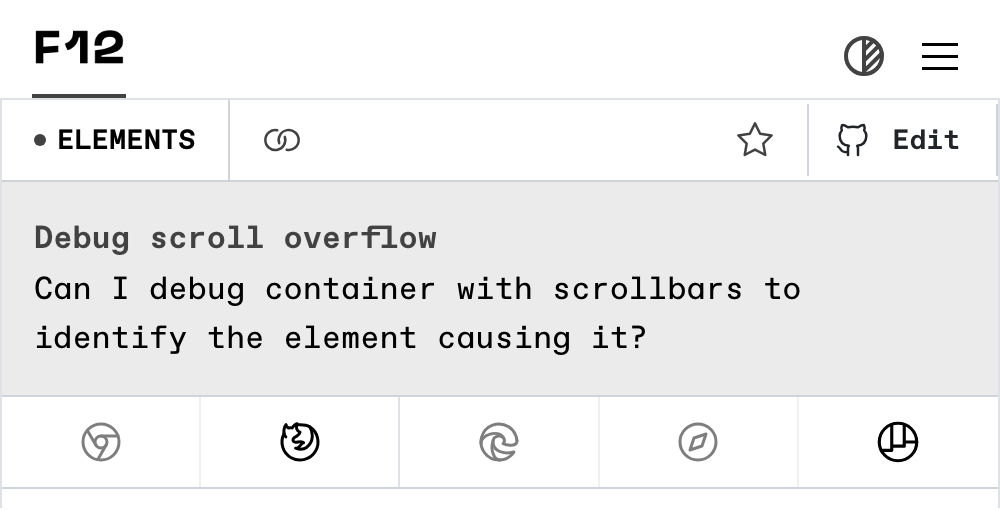 F12
ELEMENTS
Edit
Debug scroll overflow
Can I debug container with scrollbars to
identify the element causing it?